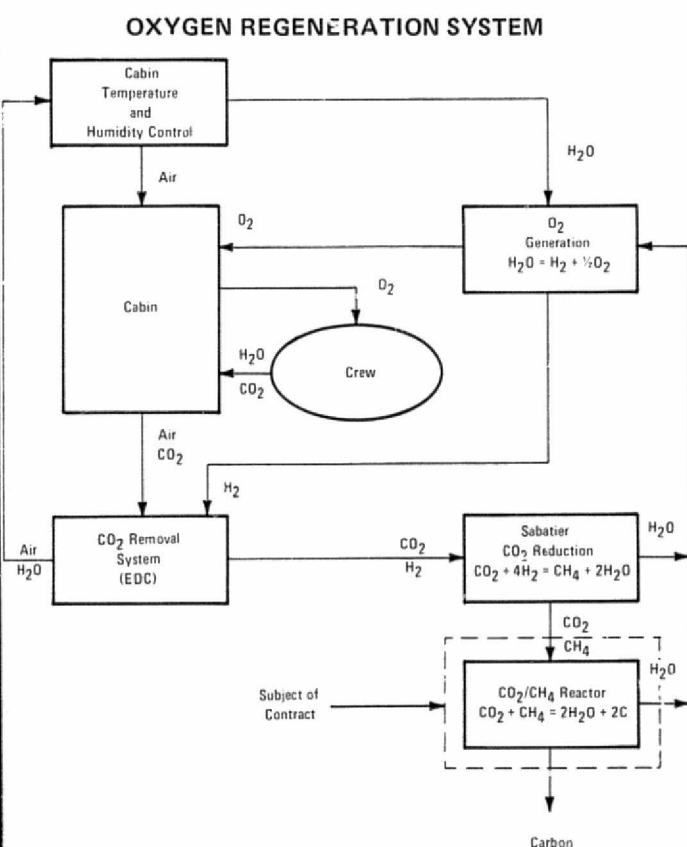 OXYGEN REGENERATION SYSTEM
Cabin
Temperature
and
Humidity Control
H₂O
Air
O₂
O₂
Generation
H₂O = H₂ + ½O₂
Cabin
O₂
H₂O
CO₂
Crew
Air
CO₂
H₂
Air
H₂O
CO₂ Removal
System
(EDC)
CO₂
H₂
Sabatier
CO₂ Reduction
CO₂ + 4H₂ = CH₄ + 2H₂O
H₂O
CO₂
CH₄
H₂O
Subject of
Contract
CO₂/CH₄ Reactor
CO₂ + CH₄ = 2H₂O + 2C
Carbon